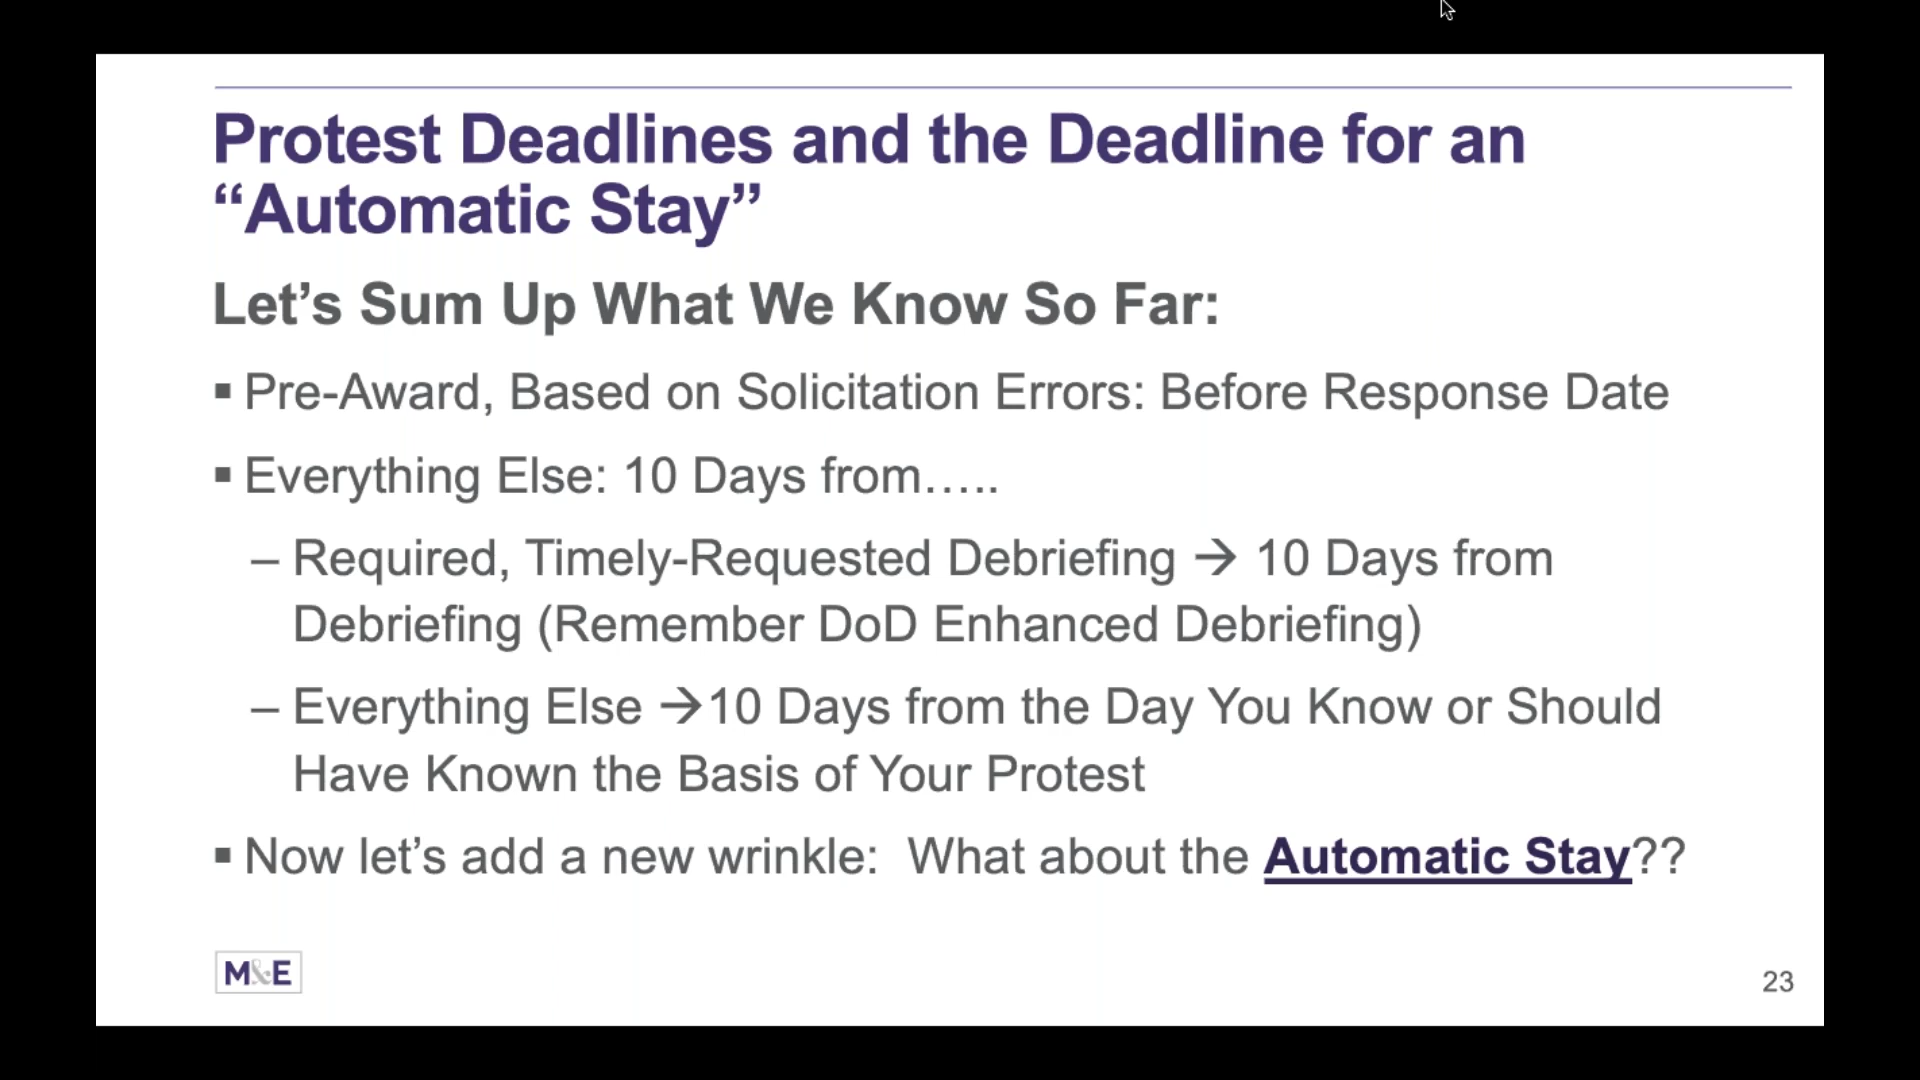 Protest Deadlines and the Deadline for an
“Automatic Stay”
Let’s Sum Up What We Know So Far:
▪ Pre-Award, Based on Solicitation Errors: Before Response Date
▪ Everything Else: 10 Days from…..
– Required, Timely-Requested Debriefing → 10 Days from
Debriefing (Remember DoD Enhanced Debriefing)
– Everything Else →10 Days from the Day You Know or Should
Have Known the Basis of Your Protest
▪ Now let’s add a new wrinkle:  What about the Automatic Stay??
M&E
23